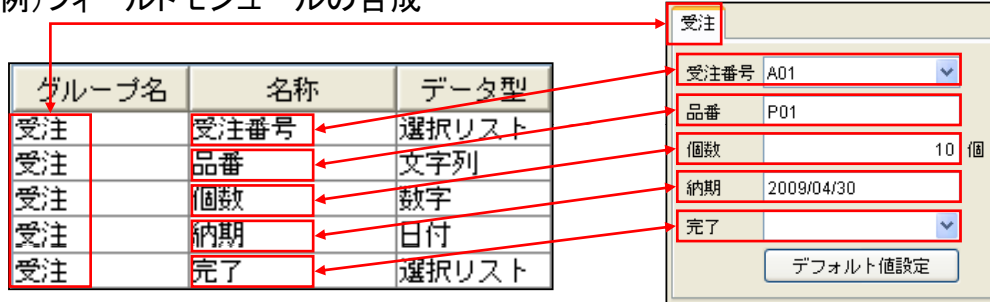 例)フィールドモジュールの合成
グループ名 名称 データ型
受注 受注番号 選択リスト
受注 品番 文字列
受注 個数 数字
受注 納期 日付
受注 完了 選択リスト
受注
受注番号 A01
品番 P01
個数 10 個
納期 2009/04/30
完了
デフォルト値設定